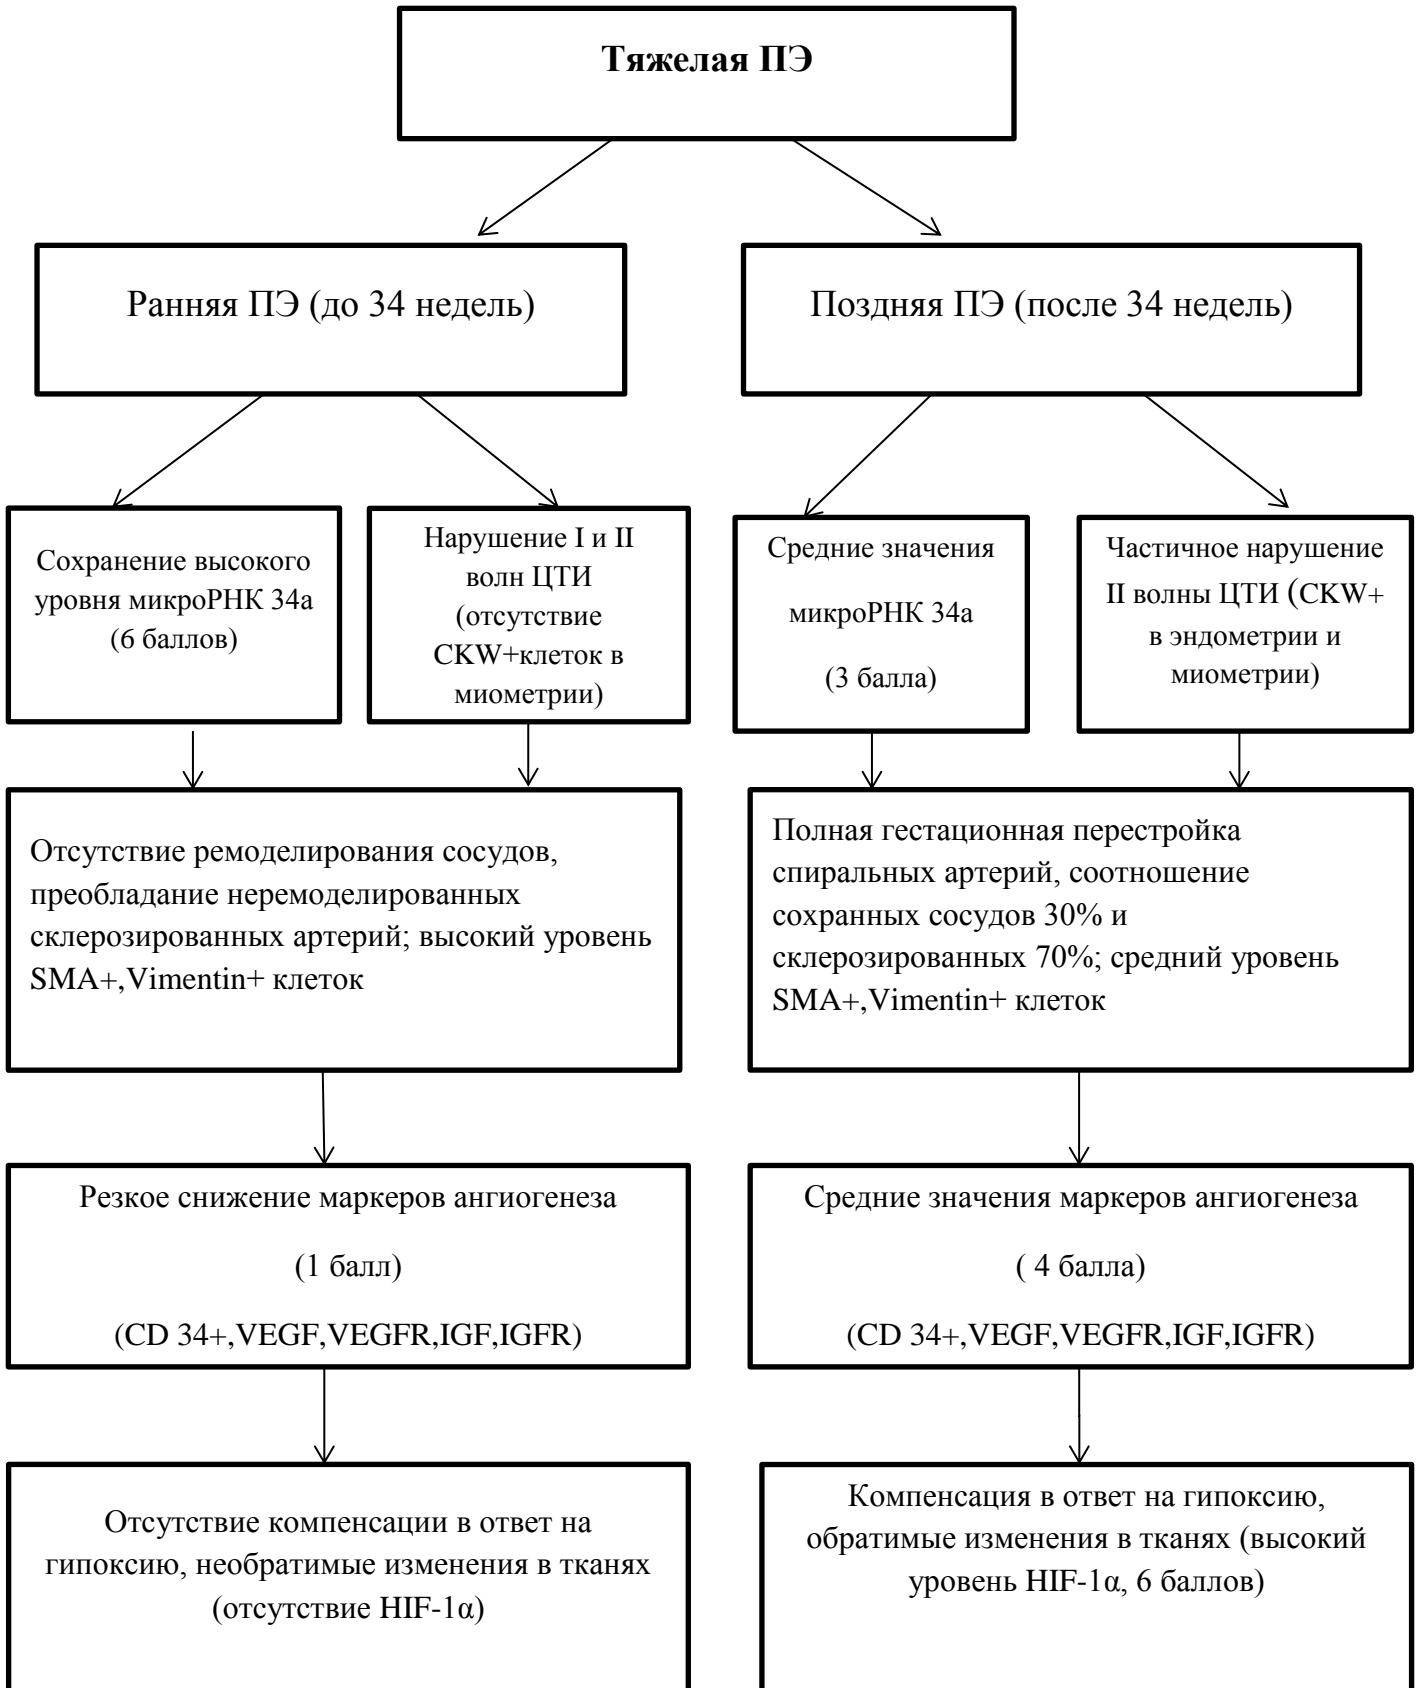 Тяжелая ПЭ
Ранняя ПЭ (до 34 недель)
Поздняя ПЭ (после 34 недель)
Сохранение высокого
уровня микроРНК 34а
(6 баллов)
Нарушение I и II
волн ЦТИ
(отсутствие
CKW+клеток в
миометрии)
Средние значения
микроРНК 34а
(3 балла)
Частичное нарушение
II волны ЦТИ (CKW+
в эндометрии и
миометрии)
Отсутствие ремоделирования сосудов,
преобладание неремоделированных
склерозированных артерий; высокий уровень
SMA+,Vimentin+ клеток
Полная гестационная перестройка
спиральных артерий, соотношение
сохранных сосудов 30% и
склерозированных 70%; средний уровень
SMA+,Vimentin+ клеток
Резкое снижение маркеров ангиогенеза
(1 балл)
(CD 34+,VEGF,VEGFR,IGF,IGFR)
Средние значения маркеров ангиогенеза
( 4 балла)
(CD 34+,VEGF,VEGFR,IGF,IGFR)
Отсутствие компенсации в ответ на
гипоксию, необратимые изменения в тканях
(отсутствие HIF-1α)
Компенсация в ответ на гипоксию,
обратимые изменения в тканях (высокий
уровень HIF-1α, 6 баллов)